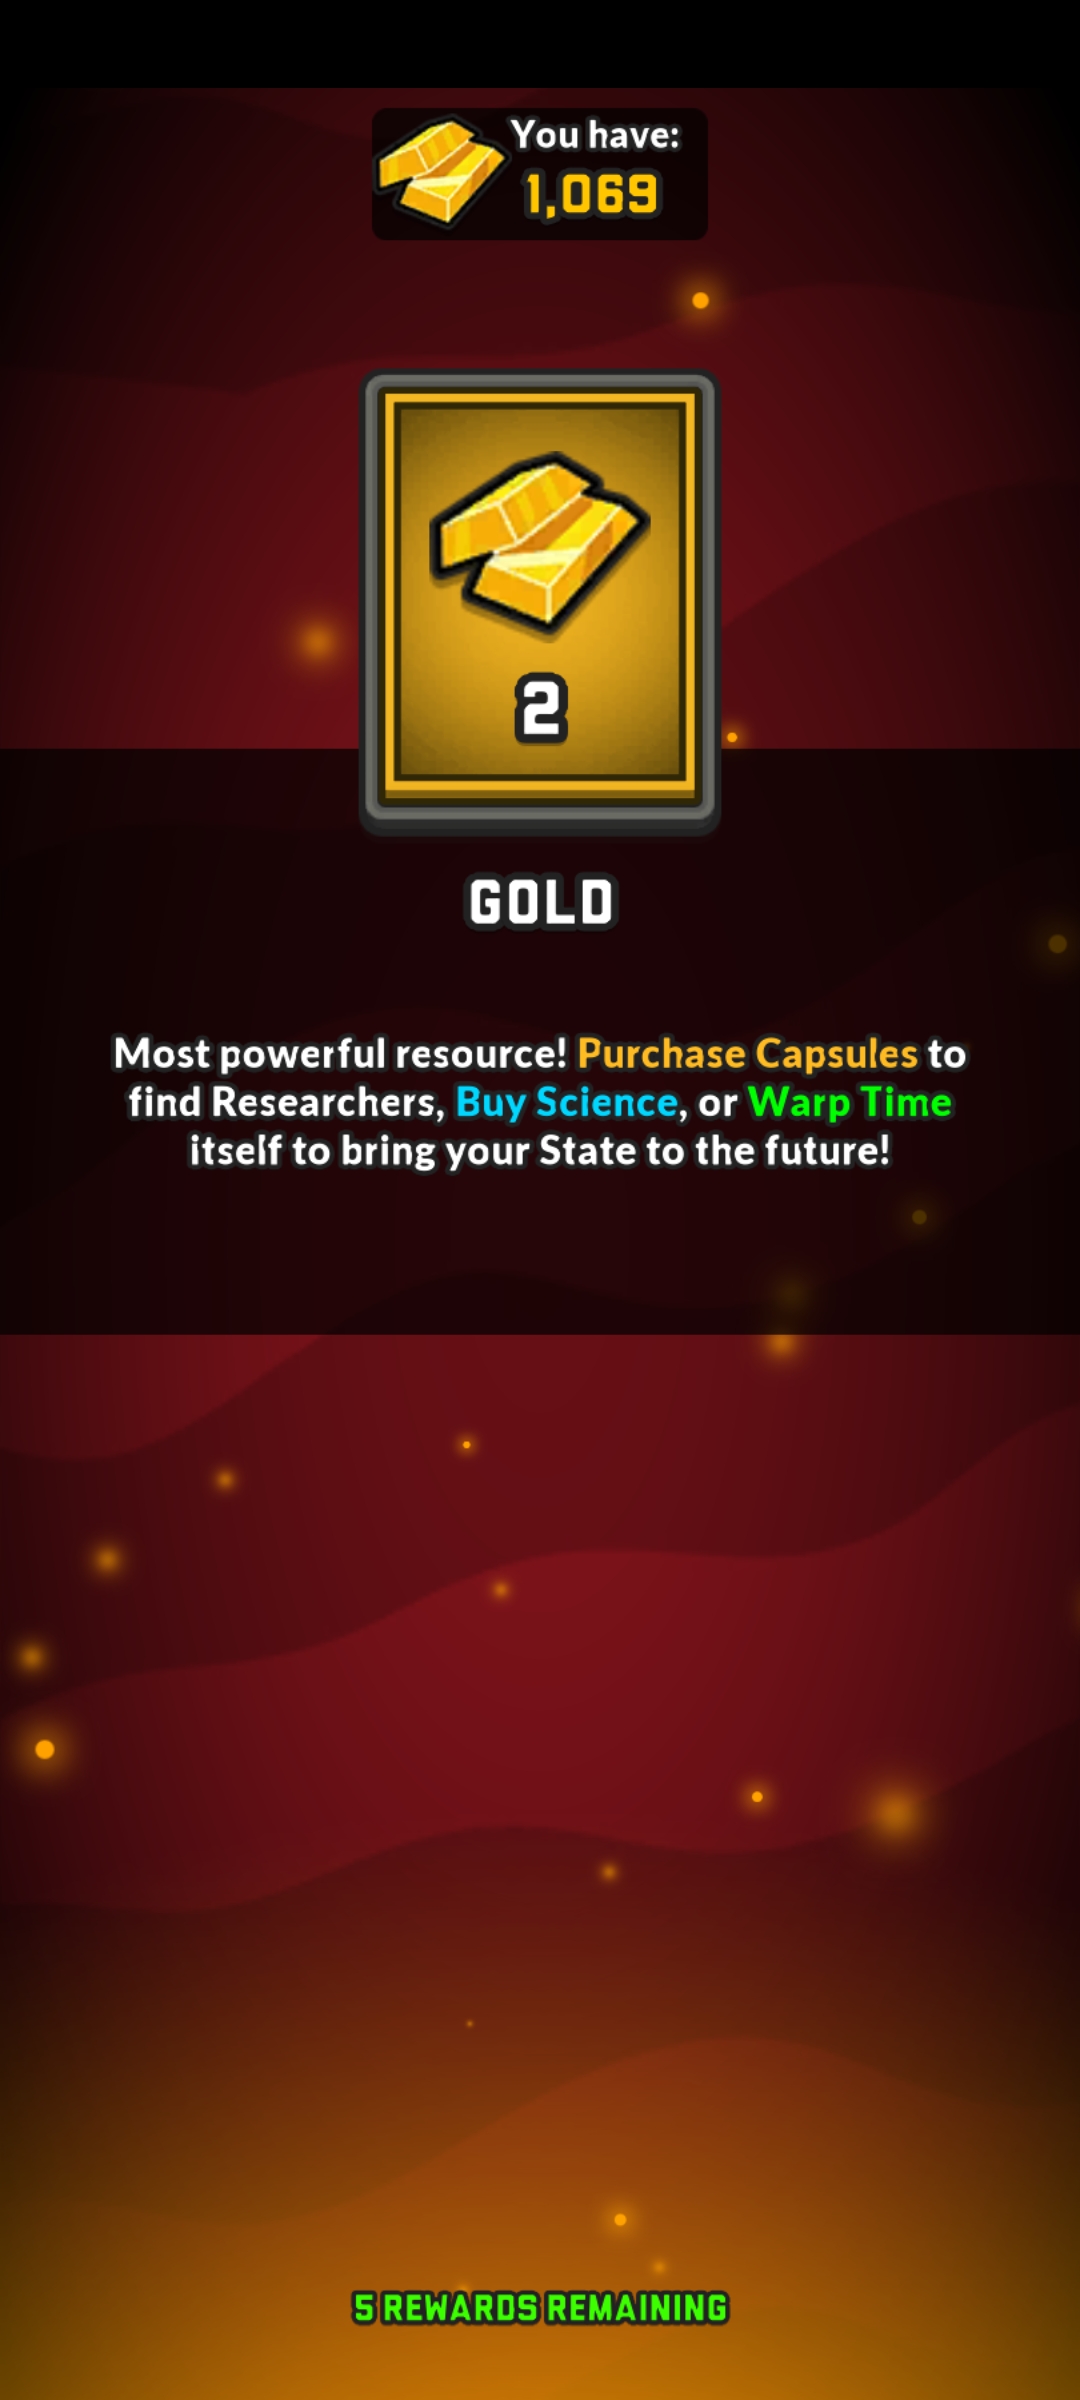 You have:
1,069
2
GOLD
Most powerful resource! Purchase Capsules to
find Researchers, Buy Science, or Warp Time
itself to bring your State to the future!
5 REWARDS REMAINING